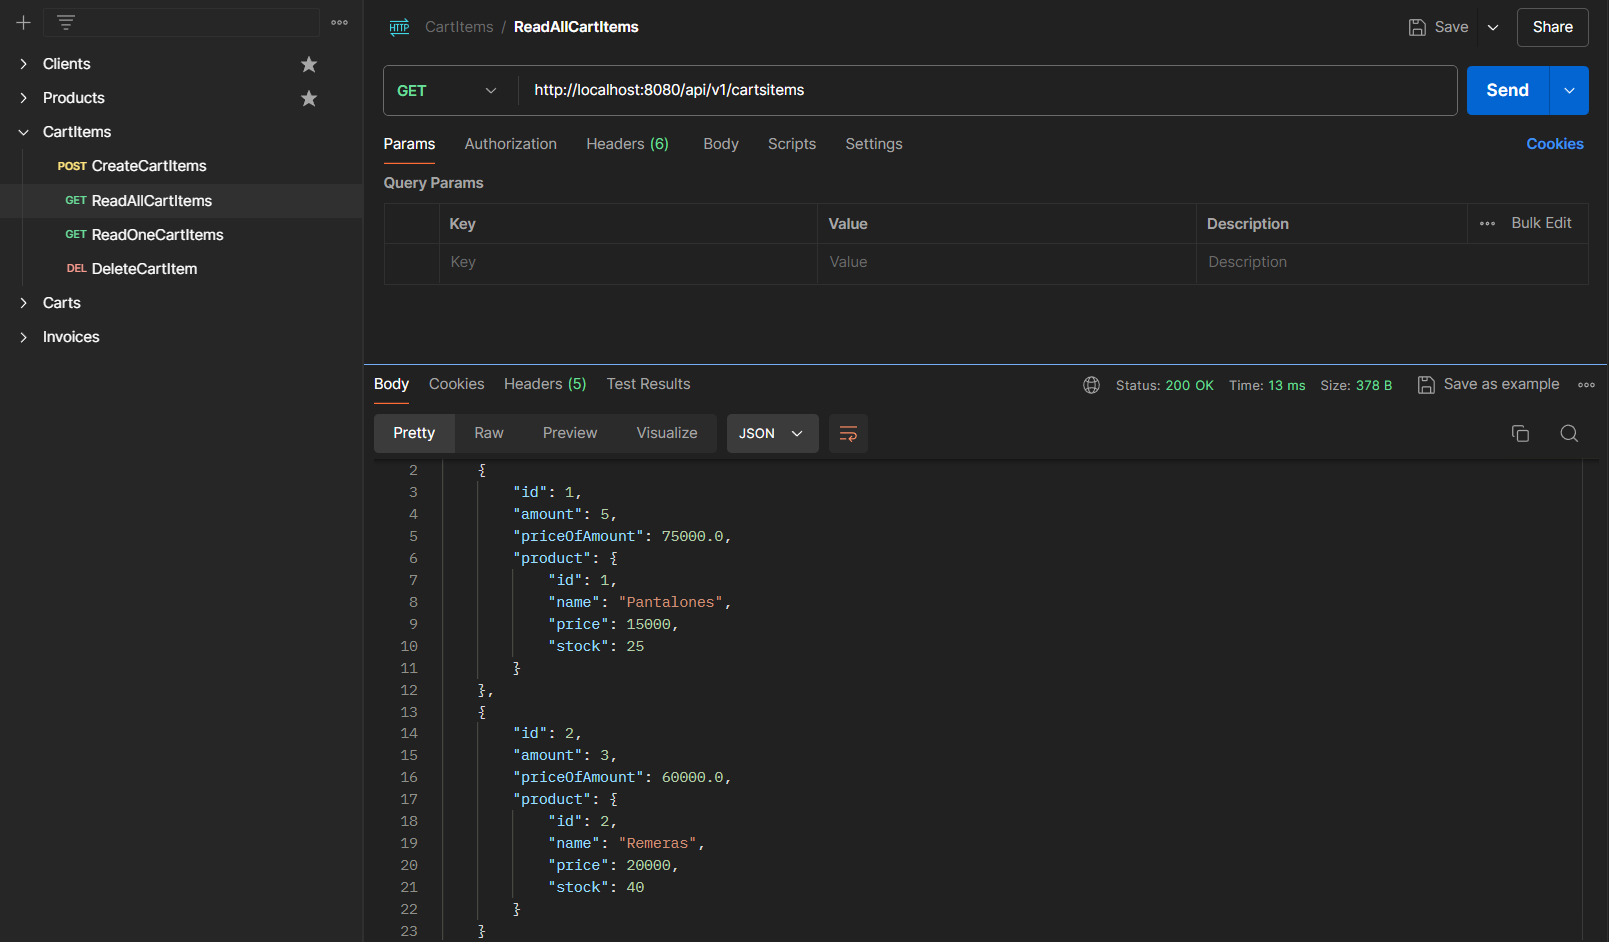 Clients
Products
CartItems
POST CreateCartItems
GET ReadAllCartItems
GET ReadOneCartItems
DEL DeleteCartItem
Carts
Invoices
HTTP CartItems / ReadAllCartItems
Save
Share
GET http://localhost:8080/api/v1/cartsitems
Send
Params Authorization Headers (6) Body Scripts Settings
Cookies
Query Params
Key Value Description Bulk Edit
Key Value Description
Body Cookies Headers (5) Test Results
Status: 200 OK Time: 13 ms Size: 378 B Save as example
Pretty Raw Preview Visualize JSON
2 {
3 "id": 1,
4 "amount": 5,
5 "priceOfAmount": 75000.0,
6 "product": {
7 "id": 1,
8 "name": "Pantalones",
9 "price": 15000,
10 "stock": 25
11 }
12 },
13 {
14 "id": 2,
15 "amount": 3,
16 "priceOfAmount": 60000.0,
17 "product": {
18 "id": 2,
19 "name": "Remeras",
20 "price": 20000,
21 "stock": 40
22 }
23 }